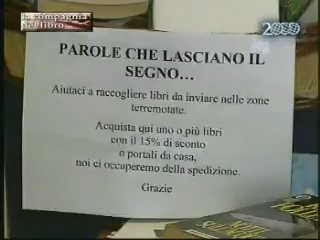 la compagnia
del libro
2000
PAROLE CHE LASCIANO IL
SEGNO...
Aiutaci a raccogliere libri da inviare nelle zone
terremotate.
Acquista qui uno o più libri
con il 15% di sconto
o portali da casa,
noi ci occuperemo della spedizione.
Grazie